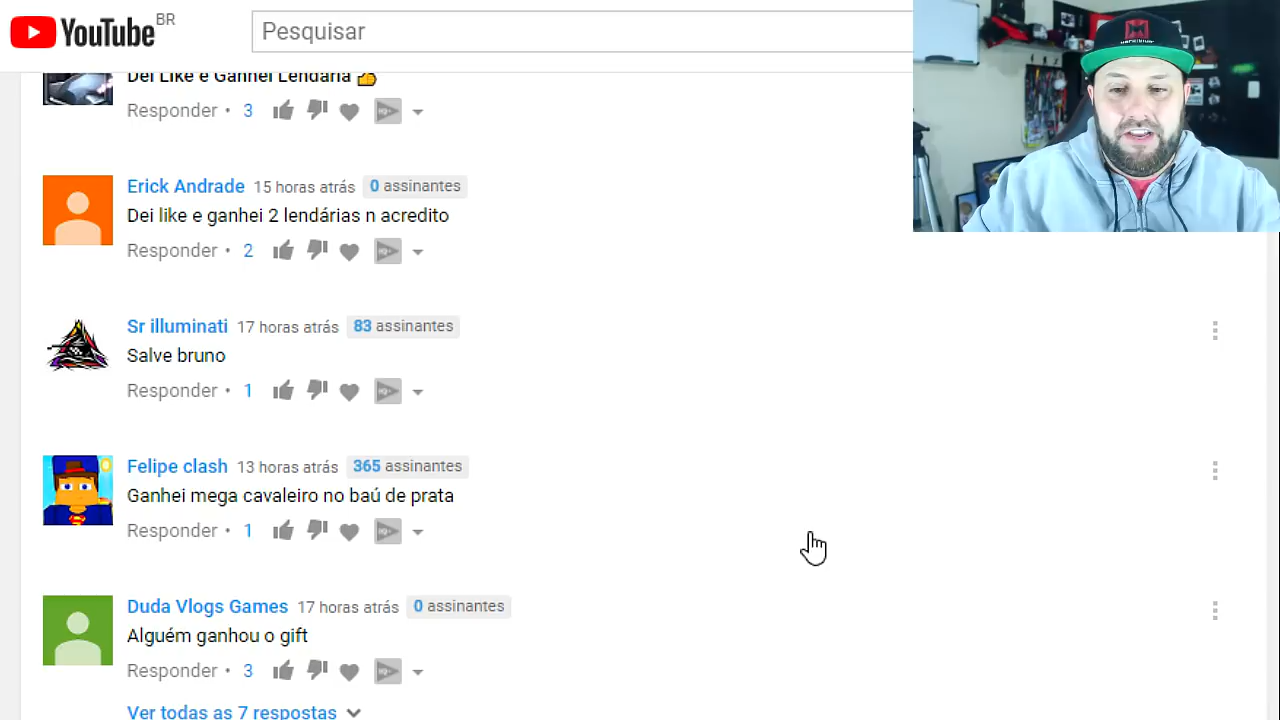 YouTube BR
Pesquisar
Dei Like e Ganhei Lendaria 👍
Responder • 3
Erick Andrade 15 horas atrás 0 assinantes
Dei like e ganhei 2 lendárias n acredito
Responder • 2
Sr illuminati 17 horas atrás 83 assinantes
Salve bruno
Responder • 1
Felipe clash 13 horas atrás 365 assinantes
Ganhei mega cavaleiro no baú de prata
Responder • 1
Duda Vlogs Games 17 horas atrás 0 assinantes
Alguém ganhou o gift
Responder • 3
Ver todas as 7 respostas